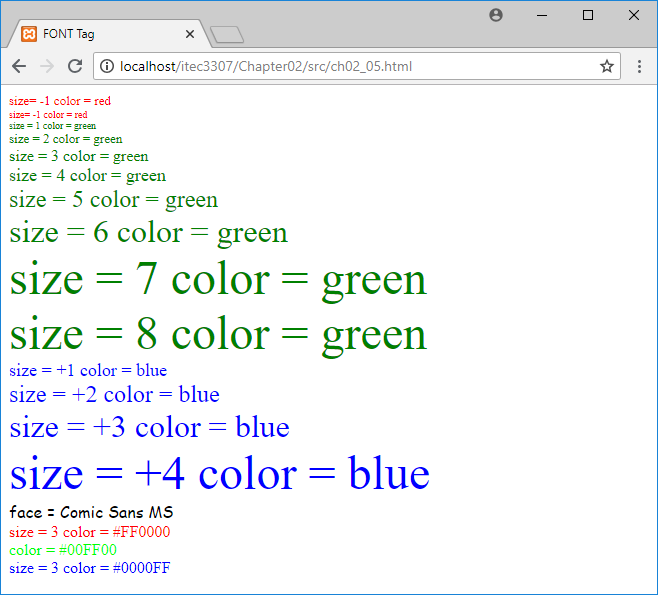 FONT Tag
localhost/itec3307/Chapter02/src/ch02_05.html
size= -1 color = red
size= -1 color = red
size = 1 color = green
size = 2 color = green
size = 3 color = green
size = 4 color = green
size = 5 color = green
size = 6 color = green
size = 7 color = green
size = 8 color = green
size = +1 color = blue
size = +2 color = blue
size = +3 color = blue
size = +4 color = blue
face = Comic Sans MS
size = 3 color = #FF0000
color = #00FF00
size = 3 color = #0000FF